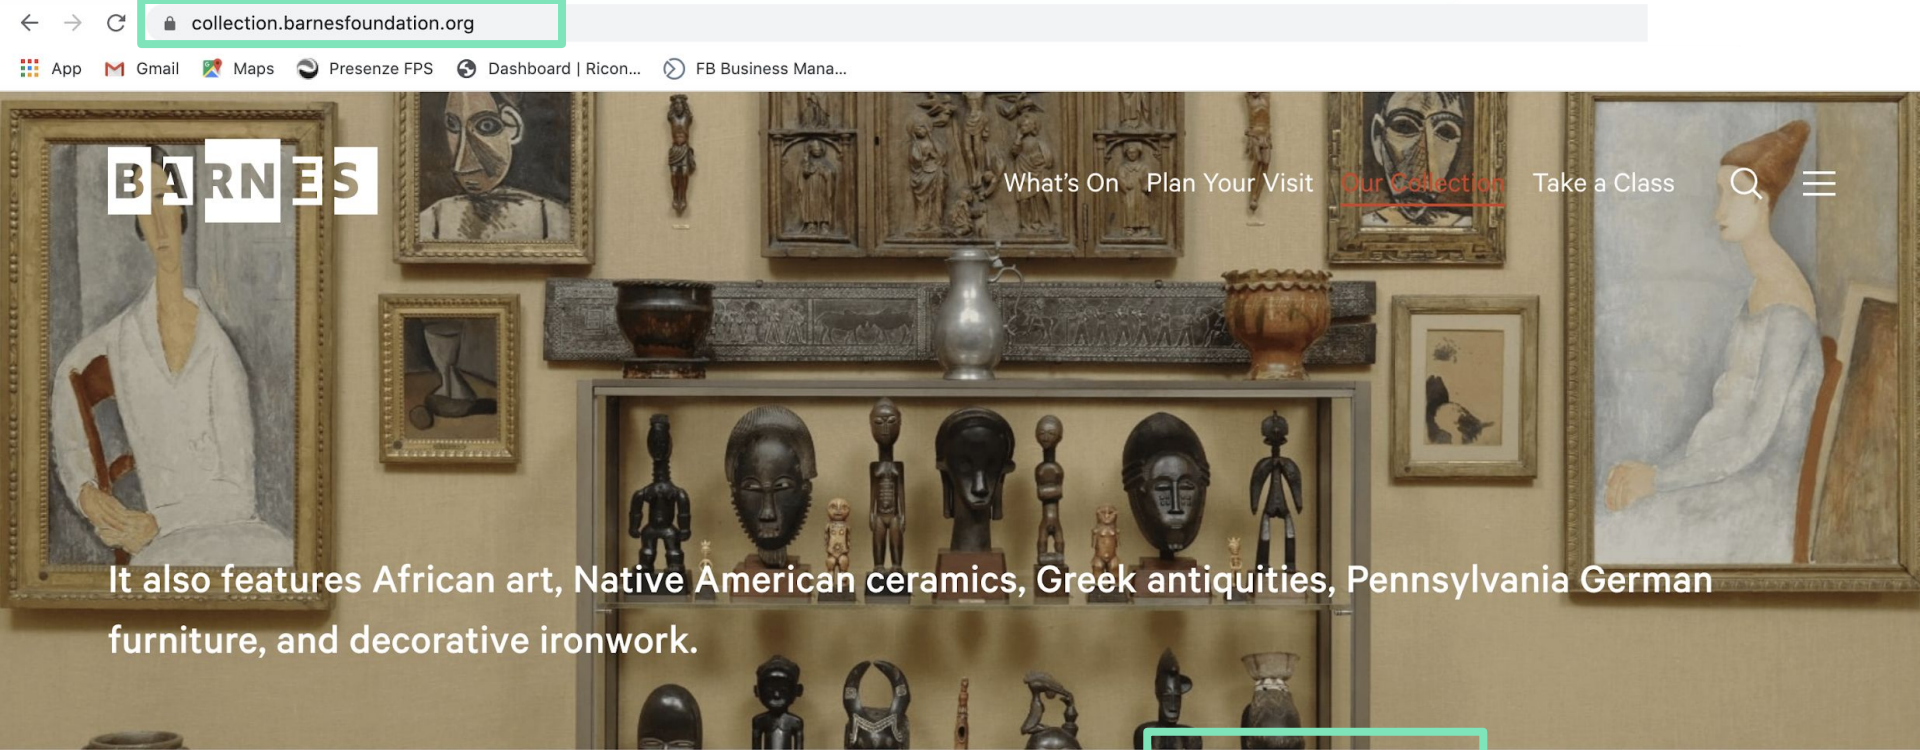 collection.barnesfoundation.org
App Gmail Maps Presenze FPS Dashboard | Ricon... FB Business Mana...
BARNES
What's On Plan Your Visit Our Collection Take a Class
It also features African art, Native American ceramics, Greek antiquities, Pennsylvania German
furniture, and decorative ironwork.